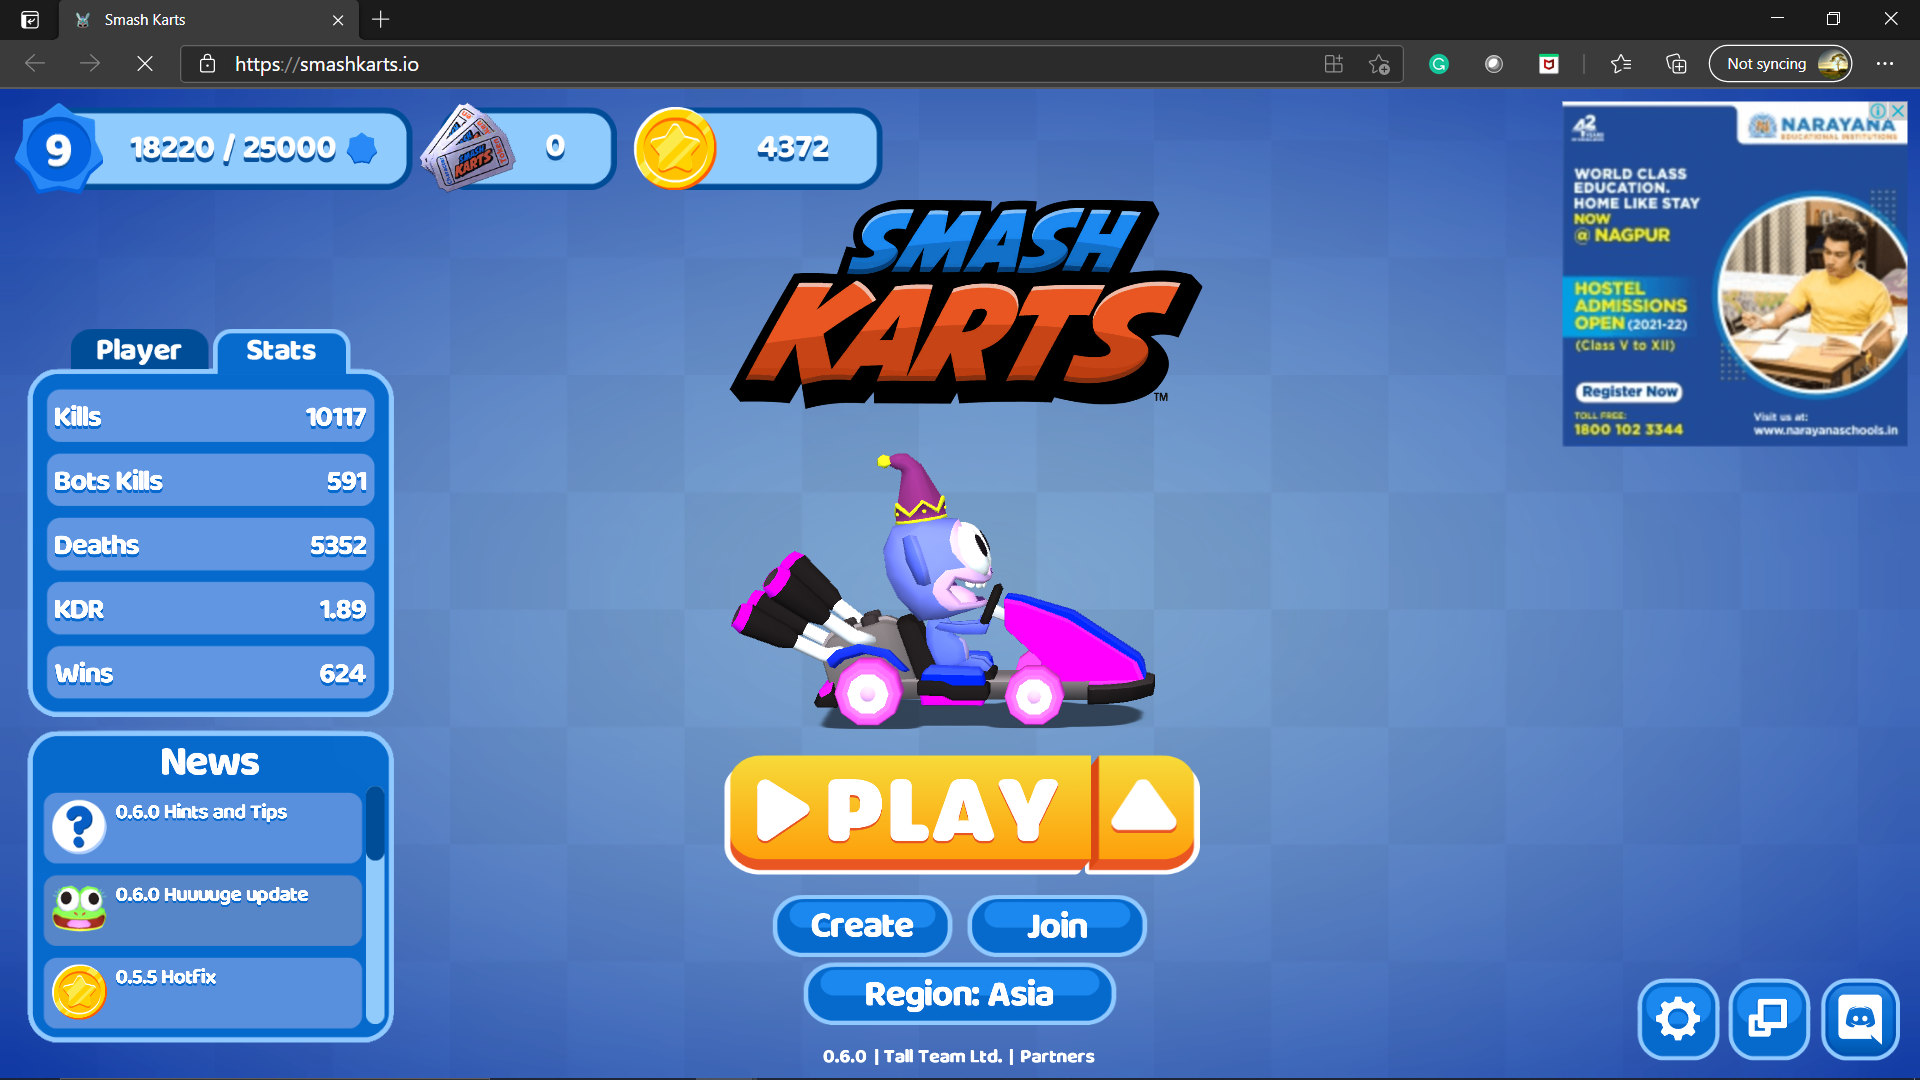 Smash Karts
https://smashkarts.io
Not syncing
9
18220 / 25000
0
4372
SMASH
KARTS
TM
Player
Stats
Kills 10117
Bots Kills 591
Deaths 5352
KDR 1.89
Wins 624
News
0.6.0 Hints and Tips
0.6.0 Huuuuge update
0.5.5 Hotfix
PLAY
Create
Join
Region: Asia
0.6.0 | Tall Team Ltd. | Partners
42
NARAYANA
EDUCATIONAL INSTITUTIONS
WORLD CLASS
EDUCATION.
HOME LIKE STAY
NOW
@ NAGPUR
HOSTEL
ADMISSIONS
OPEN (2021-22)
(Class V to XII)
Register Now
TOLL FREE:
1800 102 3344
Visit us at:
www.narayanaschools.in